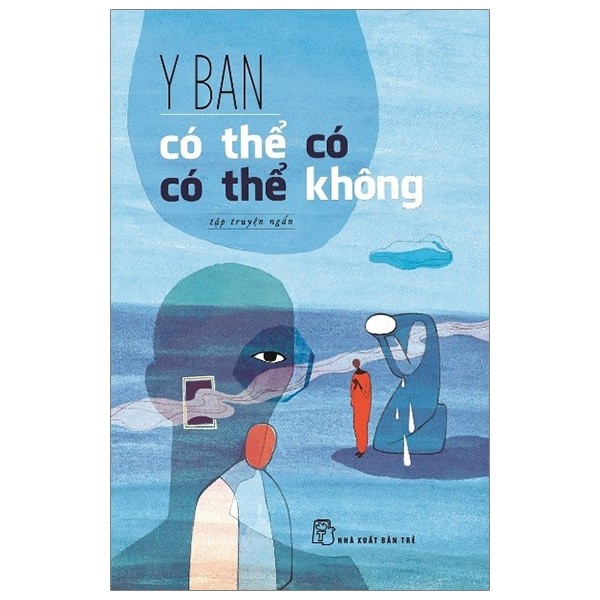 Y BAN
có thể có
có thể không
tập truyện ngắn
NHÀ XUẤT BẢN TRẺ